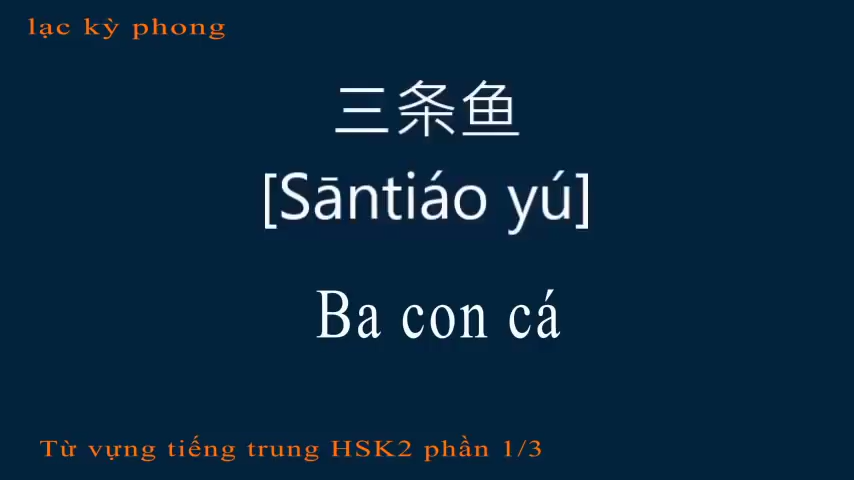 lạc kỳ phong
三条鱼
[Sāntiáo yú]
Ba con cá
Từ vựng tiếng trung HSK2 phần 1/3